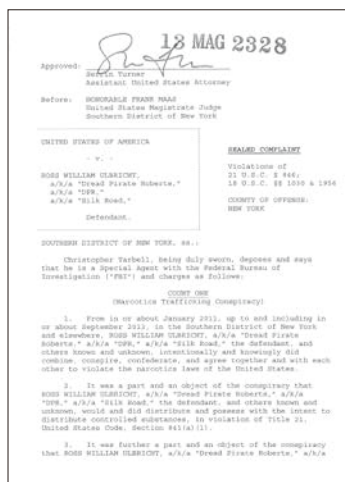 13 MAG 2328
Approved:
Serrin Turner
Assistant United States Attorney
Before: HONORABLE FRANK MAAS
United States Magistrate Judge
Southern District of New York
UNITED STATES OF AMERICA
- v. -
ROSS WILLIAM ULBRICHT,
a/k/a "Dread Pirate Roberts,"
a/k/a "DPR,"
a/k/a "Silk Road,"
Defendant.
SEALED COMPLAINT
Violations of
21 U.S.C. § 846;
18 U.S.C. §§ 1030 & 1956
COUNTY OF OFFENSE:
NEW YORK
SOUTHERN DISTRICT OF NEW YORK, ss.:
Christopher Tarbell, being duly sworn, deposes and says
that he is a Special Agent with the Federal Bureau of
Investigation ("FBI") and charges as follows:
COUNT ONE
(Narcotics Trafficking Conspiracy)
1. From in or about January 2011, up to and including in
or about September 2013, in the Southern District of New York
and elsewhere, ROSS WILLIAM ULBRICHT, a/k/a "Dread Pirate
Roberts," a/k/a "DPR," a/k/a "Silk Road," the defendant, and
others known and unknown, intentionally and knowingly did
combine, conspire, confederate, and agree together and with each
other to violate the narcotics laws of the United States.
2. It was a part and an object of the conspiracy that
ROSS WILLIAM ULBRICHT, a/k/a "Dread Pirate Roberts," a/k/a
"DPR," a/k/a "Silk Road," the defendant, and others known and
unknown, would and did distribute and possess with the intent to
distribute controlled substances, in violation of Title 21,
United States Code, Section 841(a)(1).
3. It was further a part and an object of the conspiracy
that ROSS WILLIAM ULBRICHT, a/k/a "Dread Pirate Roberts," a/k/a